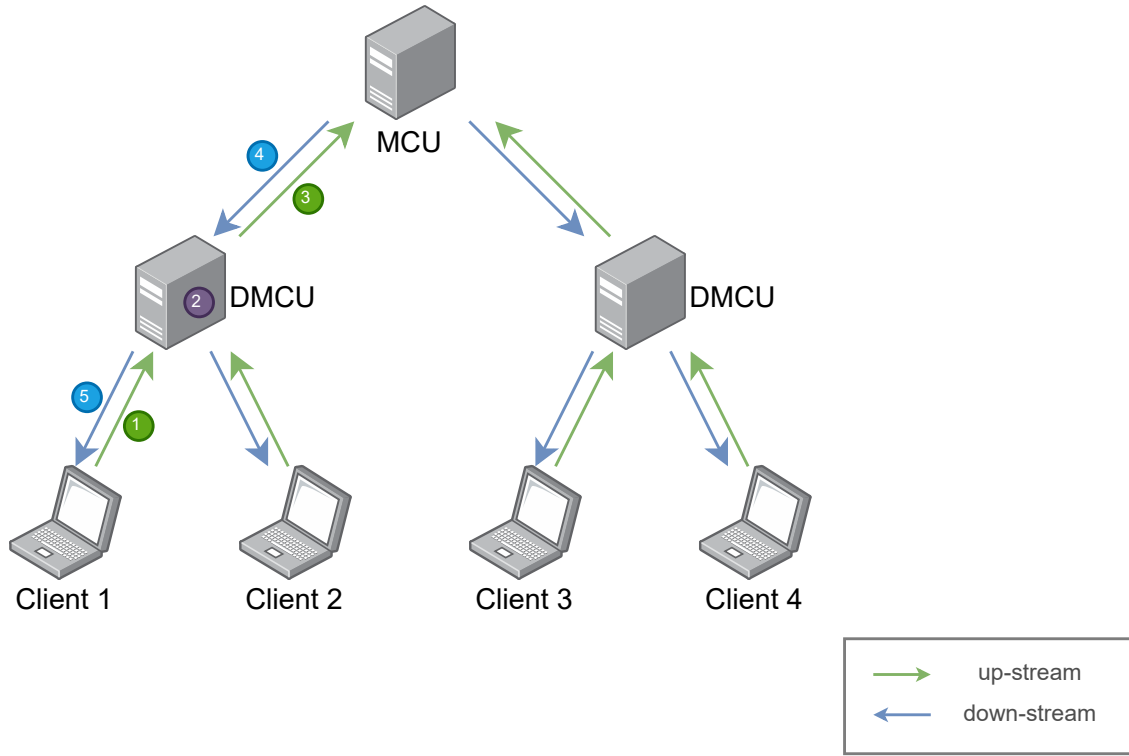 MCU
4
3
2
DMCU
DMCU
5
1
Client 1
Client 2
Client 3
Client 4
up-stream
down-stream